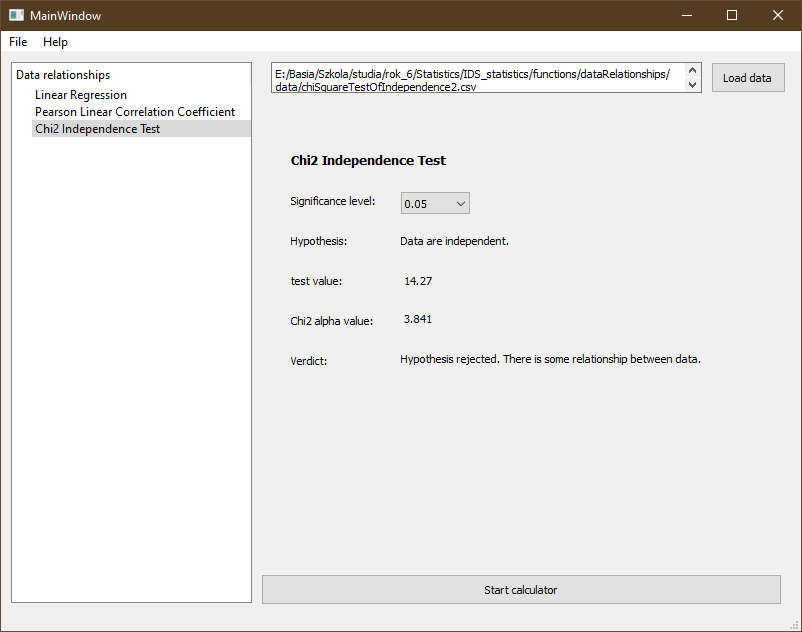 MainWindow
File Help
Data relationships
Linear Regression
Pearson Linear Correlation Coefficient
Chi2 Independence Test
E:/Basia/Szkola/studia/rok_6/Statistics/IDS_statistics/functions/dataRelationships/
data/chiSquareTestOfIndependence2.csv
Load data
Chi2 Independence Test
Significance level: 0.05
Hypothesis: Data are independent.
test value: 14.27
Chi2 alpha value: 3.841
Verdict: Hypothesis rejected. There is some relationship between data.
Start calculator